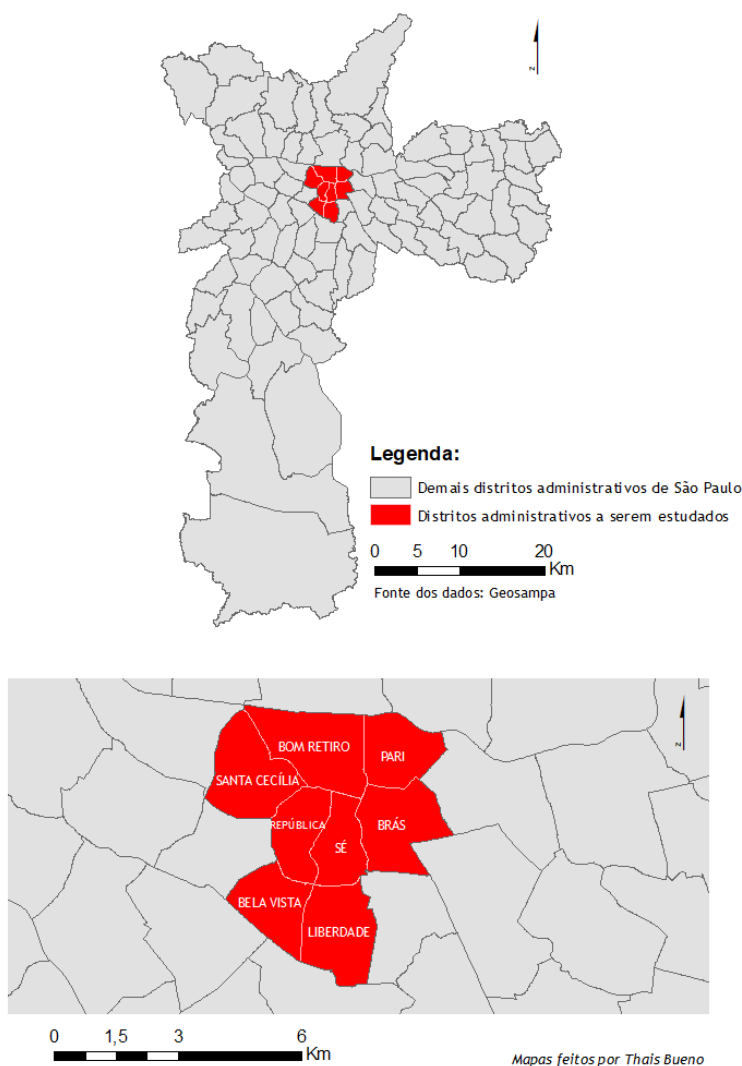 N
Legenda:
Demais distritos administrativos de São Paulo
Distritos administrativos a serem estudados
0 5 10 20
Km
Fonte dos dados: Geosampa
N
BOM RETIRO
PARI
SANTA CECÍLIA
REPÚBLICA
BRÁS
SÉ
BELA VISTA
LIBERDADE
0 1,5 3 6
Km
Mapas feitos por Thais Bueno